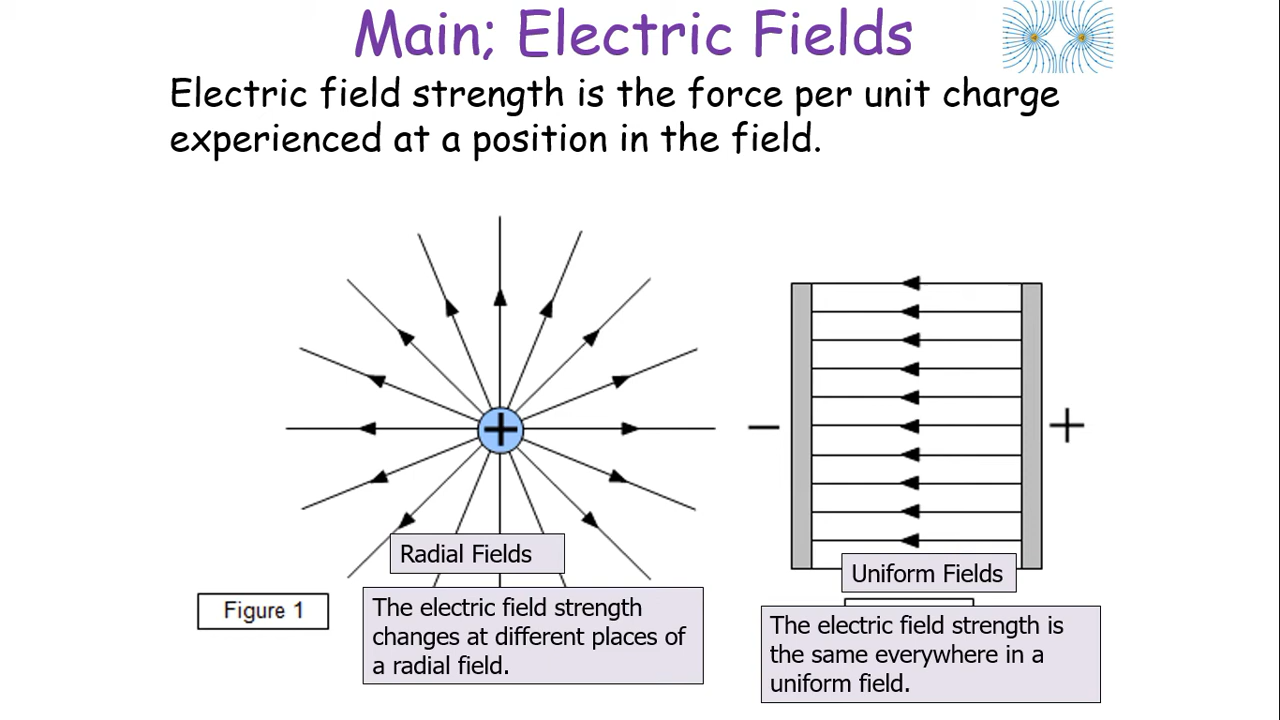 Main; Electric Fields
Electric field strength is the force per unit charge
experienced at a position in the field.
+
−
+
Radial Fields
Uniform Fields
Figure 1
The electric field strength
changes at different places of
a radial field.
The electric field strength is
the same everywhere in a
uniform field.